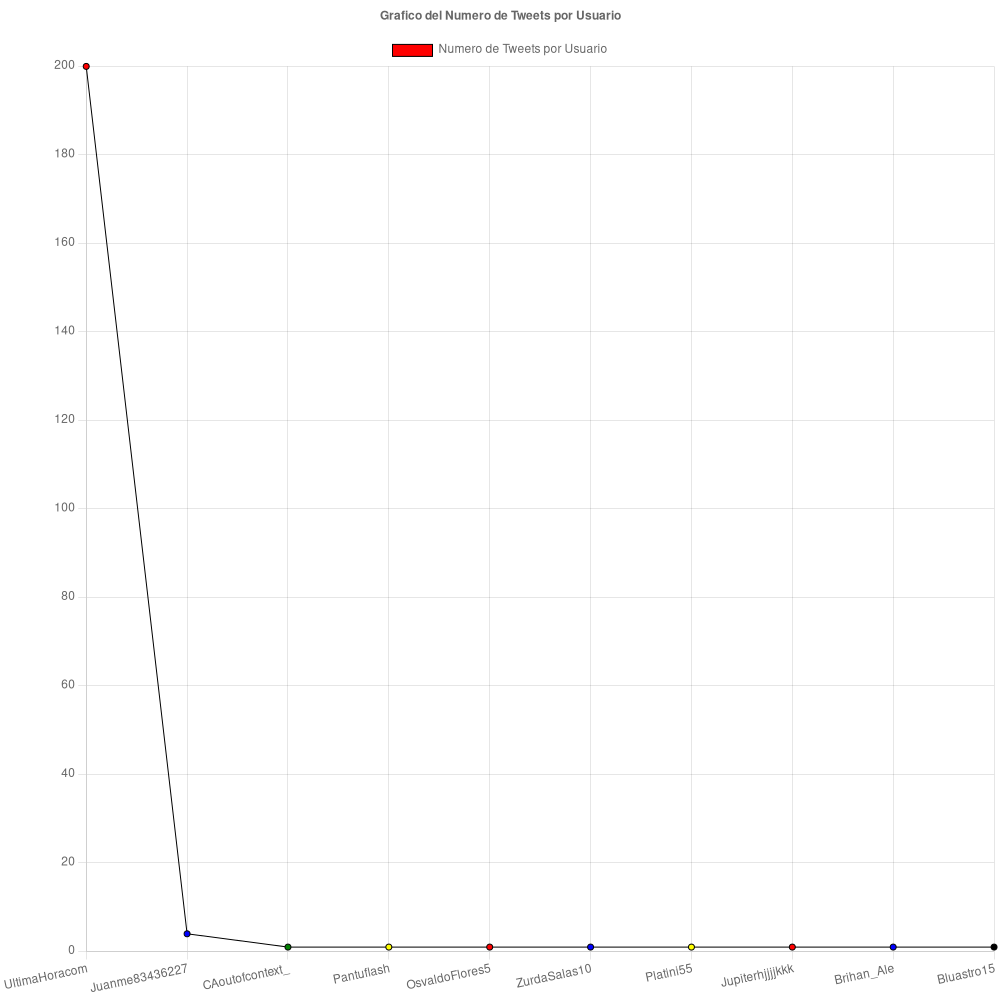 Grafico del Numero de Tweets por Usuario
Numero de Tweets por Usuario
200
180
160
140
120
100
80
60
40
20
0
UltimaHoracom
Juanme83436227
CAoutofcontext_
Pantuflash
OsvaldoFlores5
ZurdaSalas10
Platini55
Jupiterhjjjjkkk
Brihan_Ale
Bluastro15